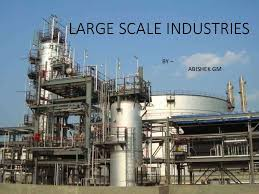 LARGE SCALE INDUSTRIES
BY –
ABISHEK GM